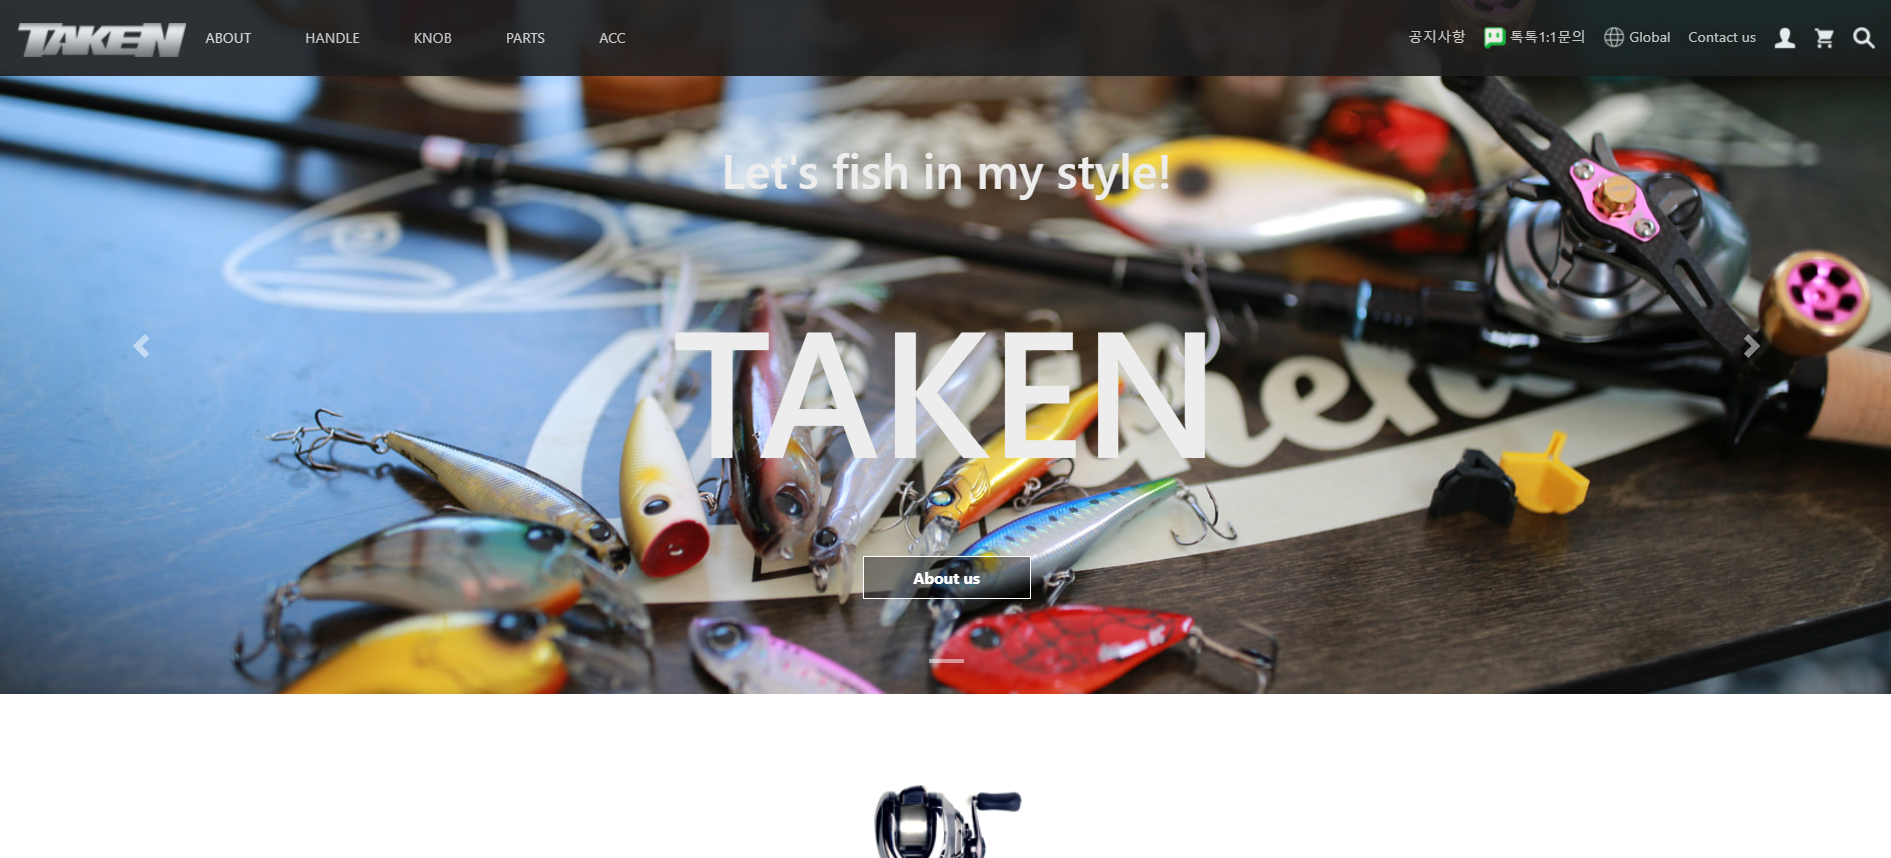 TAKEN
ABOUT
HANDLE
KNOB
PARTS
ACC
공지사항
톡톡1:1문의
Global
Contact us
Let's fish in my style!
TAKEN
About us